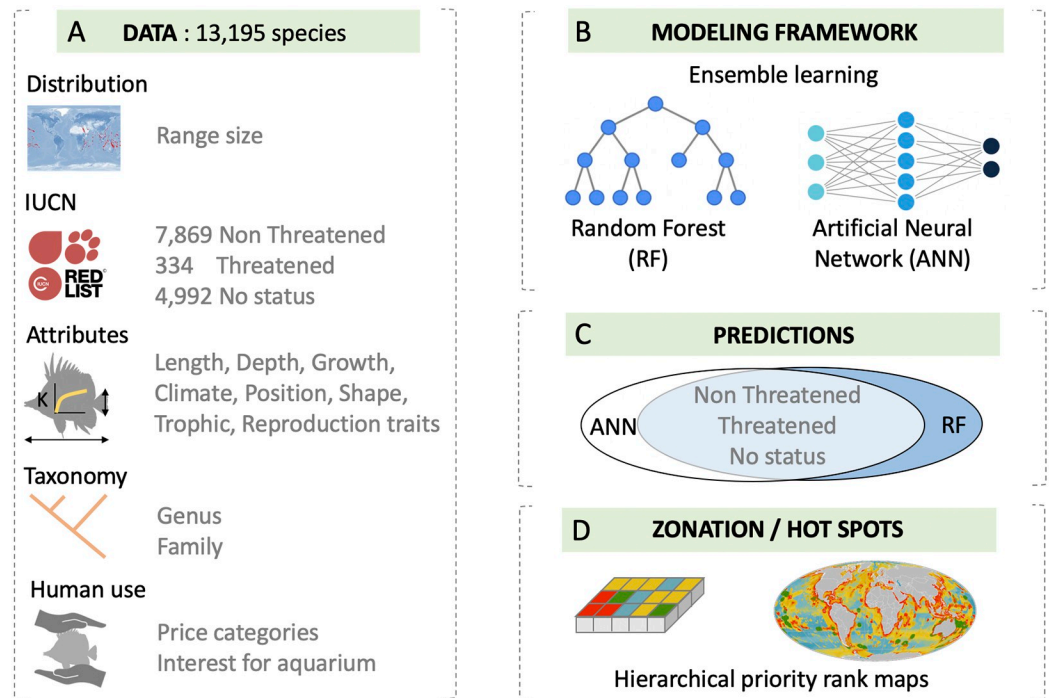 A DATA : 13,195 species
Distribution
Range size
IUCN
7,869 Non Threatened
334 Threatened
4,992 No status
IUCN
RED
LIST
Attributes
K
Length, Depth, Growth,
Climate, Position, Shape,
Trophic, Reproduction traits
Taxonomy
Genus
Family
Human use
Price categories
Interest for aquarium
B MODELING FRAMEWORK
Ensemble learning
Random Forest
(RF)
Artificial Neural
Network (ANN)
C PREDICTIONS
ANN
Non Threatened
Threatened
No status
RF
D ZONATION / HOT SPOTS
Hierarchical priority rank maps